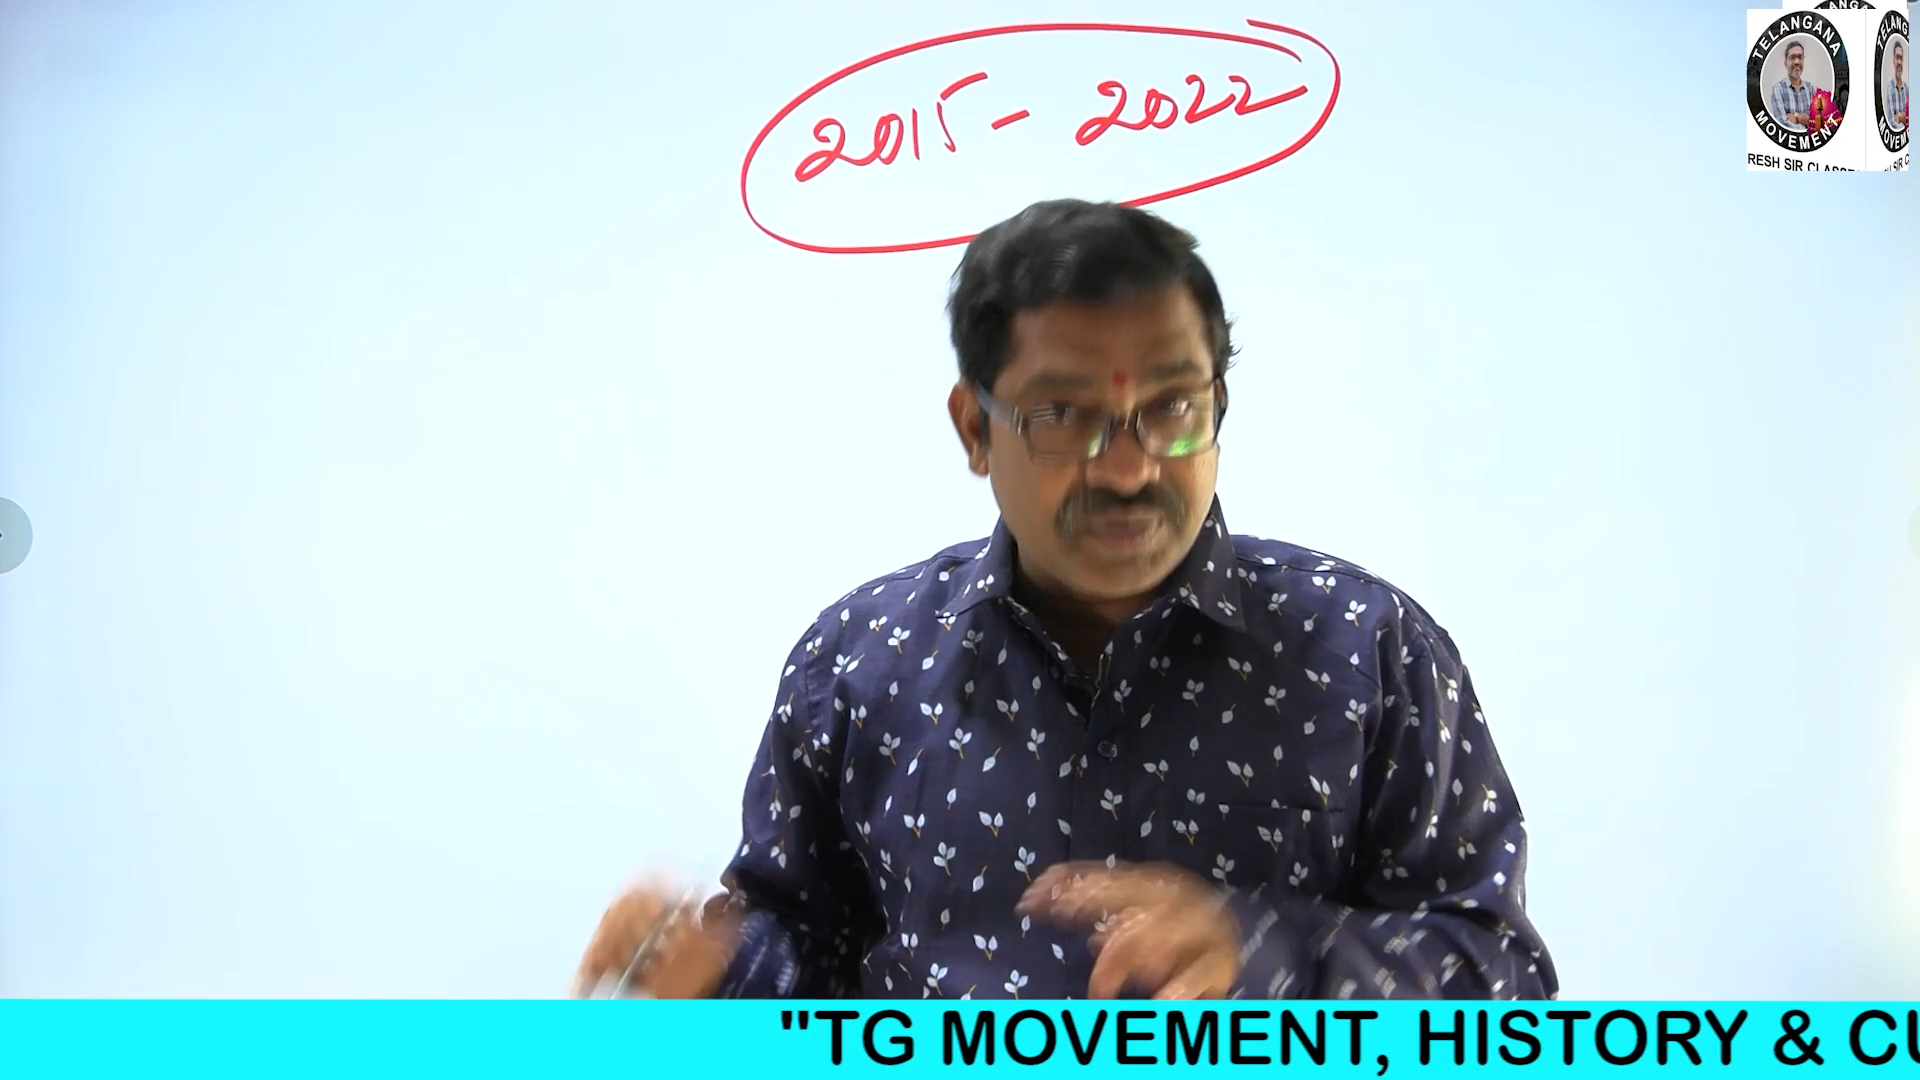 2015 - 2022
TELANGANA
MOVEMENT
RESH SIR CLASSE
"TG MOVEMENT, HISTORY & CU